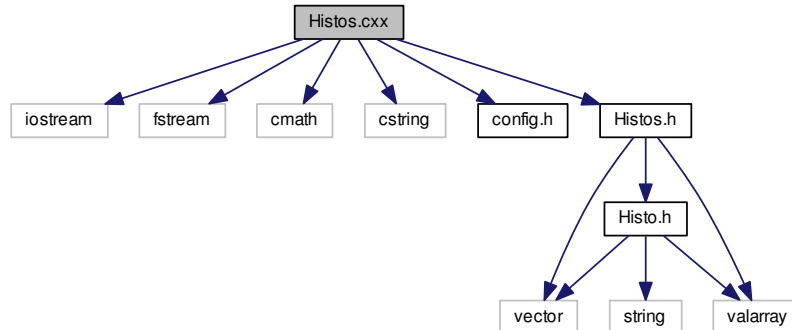 Histos.cxx
iostream
fstream
cmath
cstring
config.h
Histos.h
Histo.h
vector
string
valarray